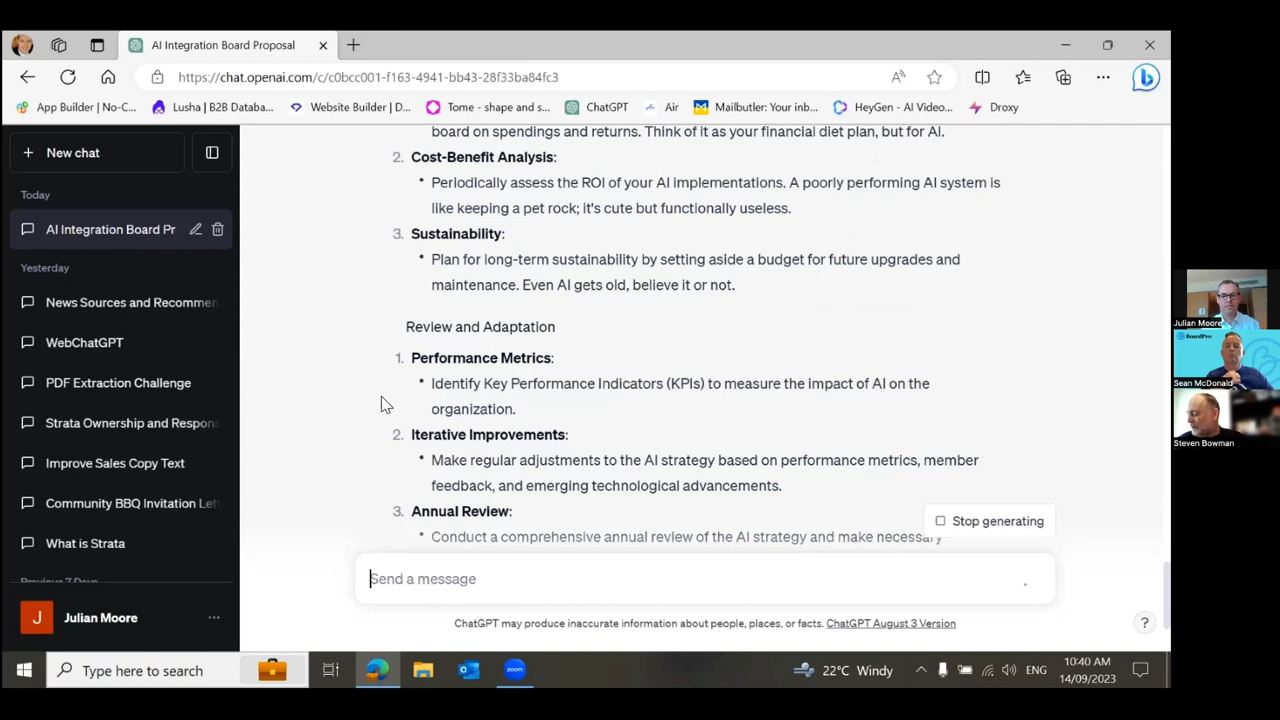 AI Integration Board Proposal
https://chat.openai.com/c/c0bcc001-f163-4941-bb43-28f33ba84fc3
App Builder | No-C...
Lusha | B2B Databa...
Website Builder | D...
Tome - shape and s...
ChatGPT
Air
Mailbutler: Your inb...
HeyGen - AI Video...
Droxy
New chat
Today
AI Integration Board Pr
Yesterday
News Sources and Recommen
WebChatGPT
PDF Extraction Challenge
Strata Ownership and Respon
Improve Sales Copy Text
Community BBQ Invitation Let
What is Strata
Previous 7 Days
J
Julian Moore
board on spendings and returns. Think of it as your financial diet plan, but for AI.
2. Cost-Benefit Analysis:
• Periodically assess the ROI of your AI implementations. A poorly performing AI system is
like keeping a pet rock; it's cute but functionally useless.
3. Sustainability:
• Plan for long-term sustainability by setting aside a budget for future upgrades and
maintenance. Even AI gets old, believe it or not.
Review and Adaptation
1. Performance Metrics:
• Identify Key Performance Indicators (KPIs) to measure the impact of AI on the
organization.
2. Iterative Improvements:
• Make regular adjustments to the AI strategy based on performance metrics, member
feedback, and emerging technological advancements.
3. Annual Review:
• Conduct a comprehensive annual review of the AI strategy and make necessary
Stop generating
Send a message
ChatGPT may produce inaccurate information about people, places, or facts. ChatGPT August 3 Version
?
Julian Moore
BoardPro
Sean McDonald
Steven Bowman
Type here to search
zoom
22°C Windy
ENG
10:40 AM
14/09/2023